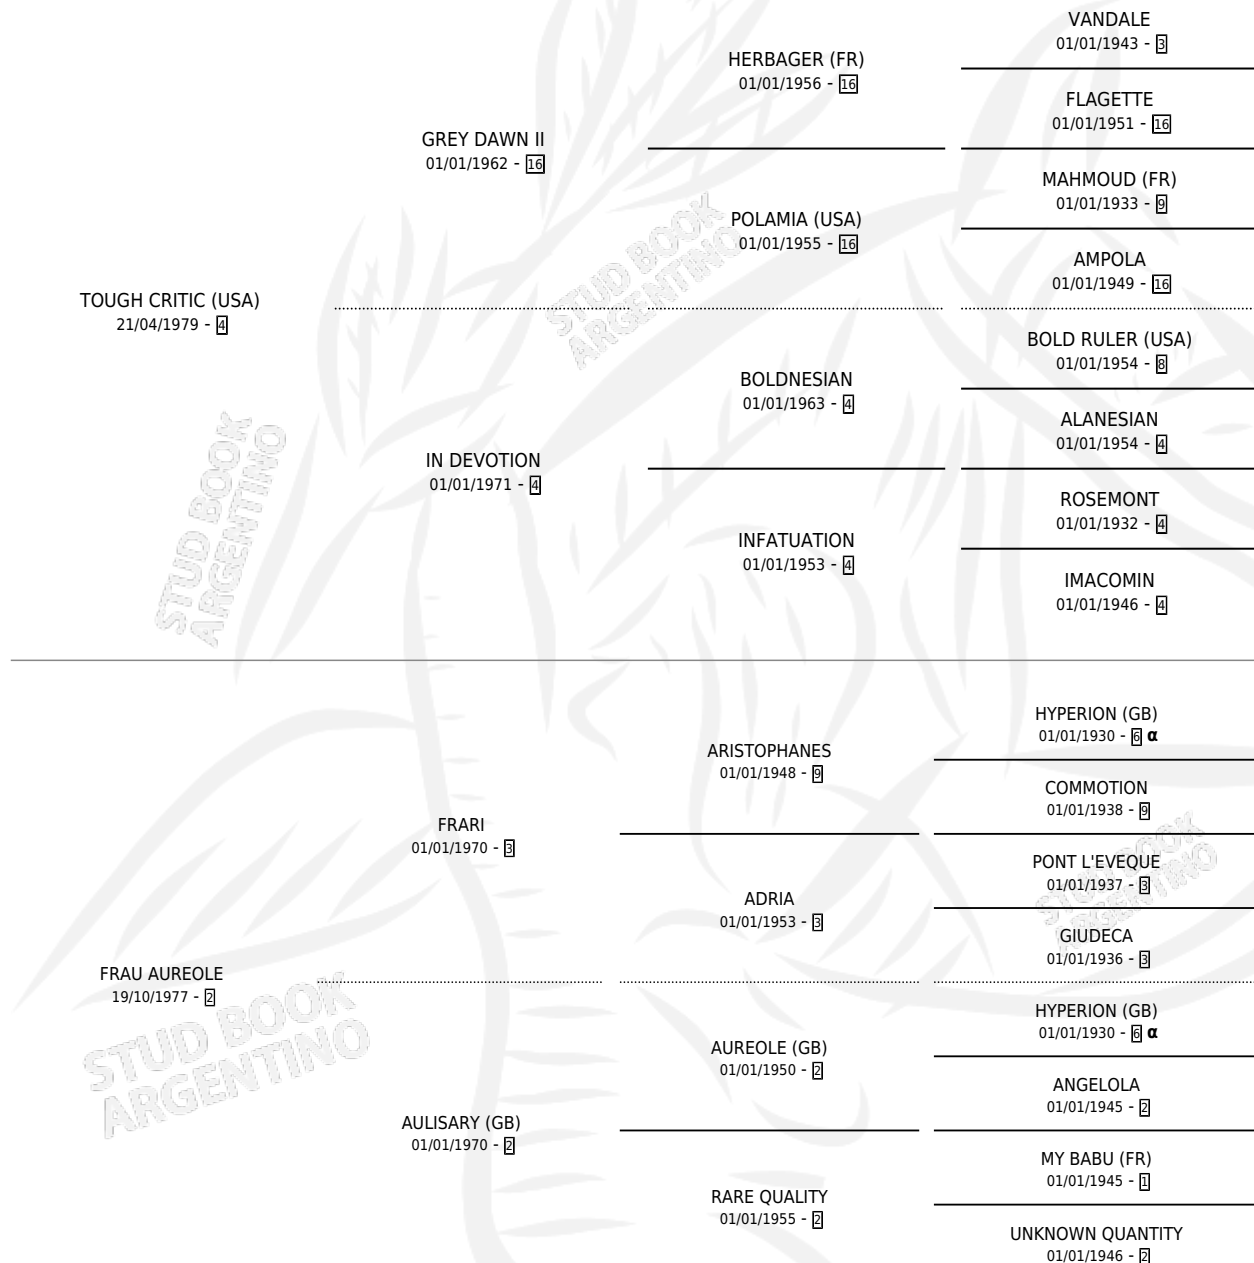 VANDALE
01/01/1943 - 3
HERBAGER (FR)
01/01/1956 - 16
FLAGETTE
01/01/1951 - 16
GREY DAWN II
01/01/1962 - 16
MAHMOUD (FR)
01/01/1933 - 9
POLAMIA (USA)
01/01/1955 - 16
AMPOLA
01/01/1949 - 16
TOUGH CRITIC (USA)
21/04/1979 - 4
STUD BOOK
ARGENTINO
BOLD RULER (USA)
01/01/1954 - 8
BOLDNESIAN
01/01/1963 - 4
ALANESIAN
01/01/1954 - 4
IN DEVOTION
01/01/1971 - 4
STUD BOOK
ARGENTINO
ROSEMONT
01/01/1932 - 4
INFATUATION
01/01/1953 - 4
IMACOMIN
01/01/1946 - 4
HYPERION (GB)
01/01/1930 - 6 α
ARISTOPHANES
01/01/1948 - 9
COMMOTION
01/01/1938 - 9
FRARI
01/01/1970 - 3
PONT L'EVEQUE
01/01/1937 - 3
STUD BOOK
ARGENTINO
ADRIA
01/01/1953 - 3
GIUDECA
01/01/1936 - 3
FRAU AUREOLE
19/10/1977 - 2
STUD BOOK
ARGENTINO
HYPERION (GB)
01/01/1930 - 6 α
AUREOLE (GB)
01/01/1950 - 2
ANGELOLA
01/01/1945 - 2
AULISARY (GB)
01/01/1970 - 2
MY BABU (FR)
01/01/1945 - 1
RARE QUALITY
01/01/1955 - 2
UNKNOWN QUANTITY
01/01/1946 - 2